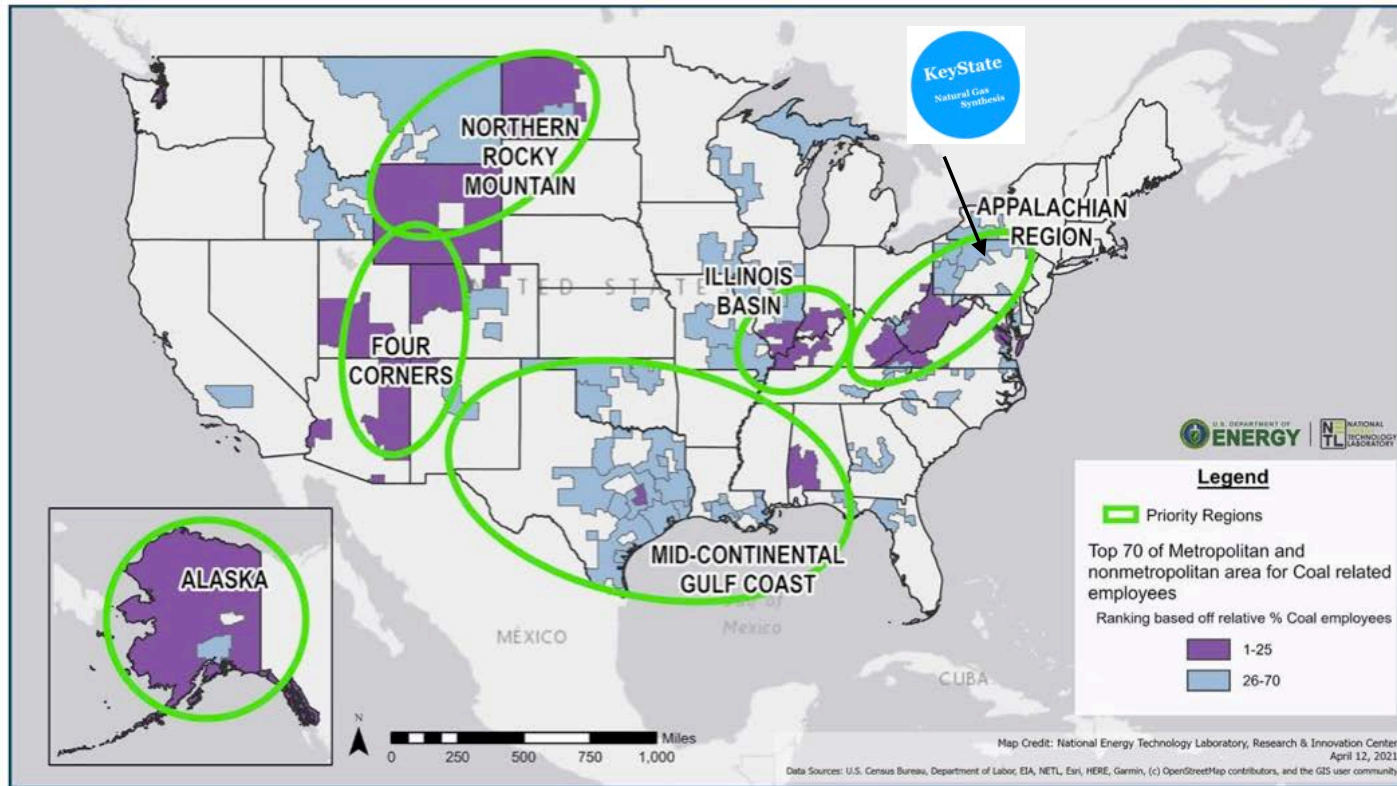 KeyState
Natural Gas
Synthesis
NORTHERN
ROCKY
MOUNTAIN
APPALACHIAN
REGION
ILLINOIS
BASIN
UNITED STATES
FOUR
CORNERS
MID-CONTINENTAL
GULF COAST
ALASKA
MÉXICO
Mexico
CUBA
U.S. DEPARTMENT OF
ENERGY
NETL
NATIONAL
TECHNOLOGY
LABORATORY
Legend
Priority Regions
Top 70 of Metropolitan and
nonmetropolitan area for Coal related
employees
Ranking based off relative % Coal employees
1-25
26-70
N
Miles
0 250 500 750 1,000
Map Credit: National Energy Technology Laboratory, Research & Innovation Center
April 12, 2021
Data Sources: U.S. Census Bureau, Department of Labor, EIA, NETL, Esri, HERE, Garmin, (c) OpenStreetMap contributors, and the GIS user community